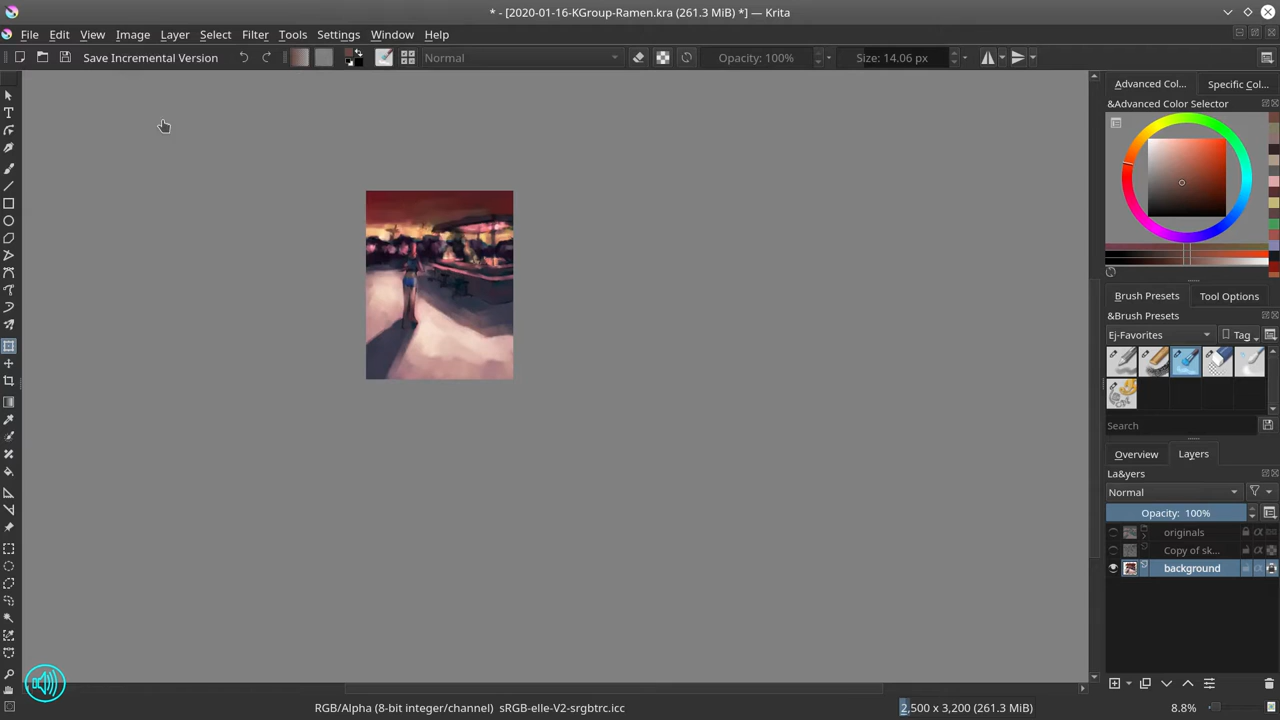 * - [2020-01-16-KGroup-Ramen.kra (261.3 MiB) *] — Krita
File Edit View Image Layer Select Filter Tools Settings Window Help
Save Incremental Version Normal Opacity: 100% Size: 14.06 px
Advanced Col... Specific Col...
&Advanced Color Selector
Brush Presets Tool Options
&Brush Presets
Ej-Favorites Tag
Search
Overview Layers
La&yers
Normal
Opacity: 100%
originals
Copy of sk...
background
RGB/Alpha (8-bit integer/channel) sRGB-elle-V2-srgbtrc.icc 2,500 x 3,200 (261.3 MiB) 8.8%